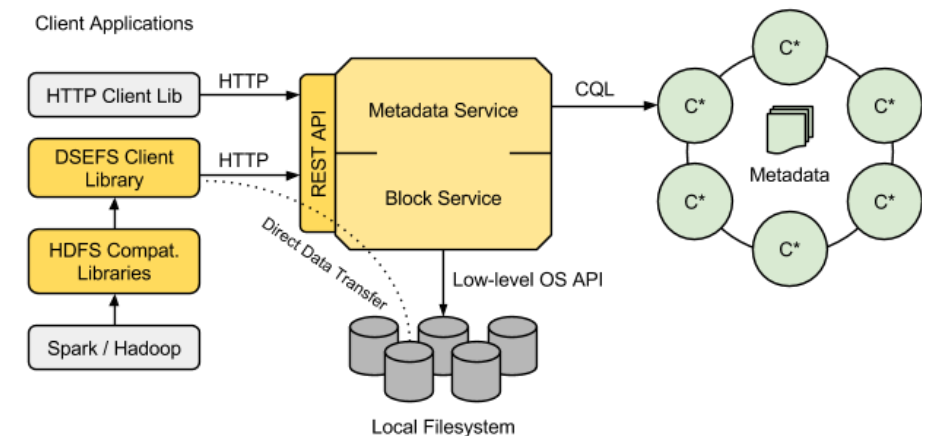 Client Applications
HTTP Client Lib
HTTP
DSEFS Client
Library
HTTP
HDFS Compat.
Libraries
Spark / Hadoop
REST API
Metadata Service
Block Service
Direct Data Transfer
Low-level OS API
Local Filesystem
CQL
C*
C*
C*
Metadata
C*
C*
C*